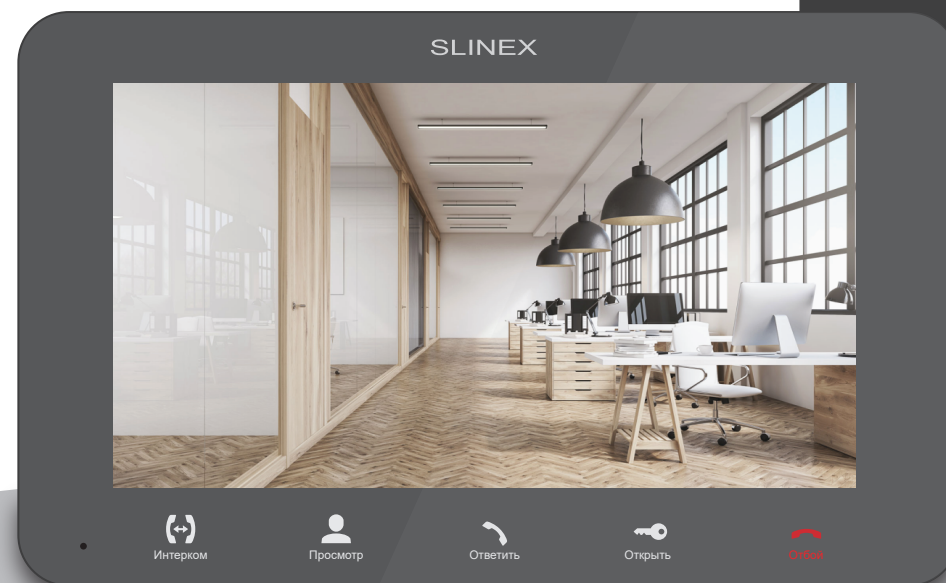 SLINEX
Интерком
Просмотр
Ответить
Открыть
Отбой